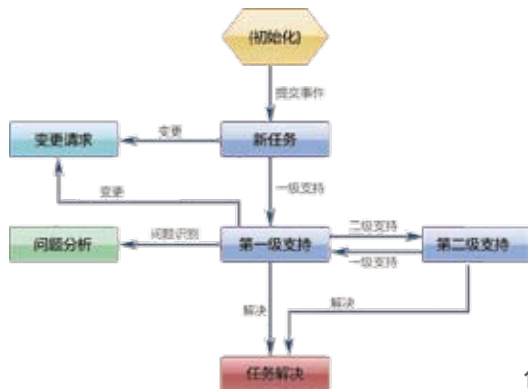 (初始化)
提交事件
变更请求
变更
新任务
变更
一级支持
问题分析
问题识别
第一级支持
二级支持
一级支持
第二级支持
解决
解决
任务解决